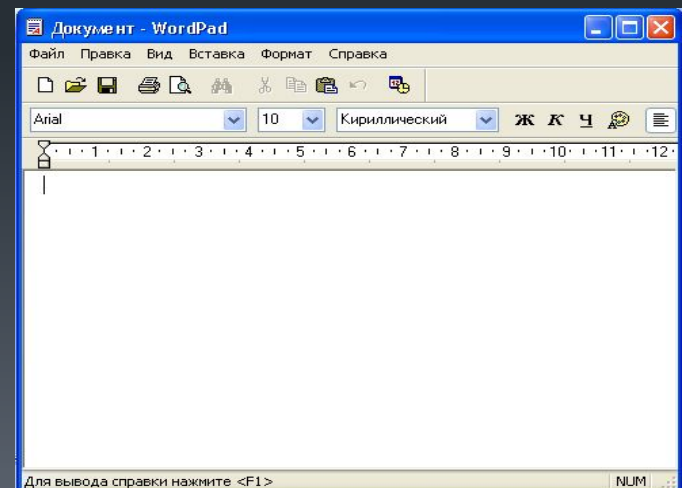 Документ - WordPad
Файл Правка Вид Вставка Формат Справка
Arial 10 Кириллический Ж К Ч
1 2 3 4 5 6 7 8 9 10 11 12
Для вывода справки нажмите <F1> NUM